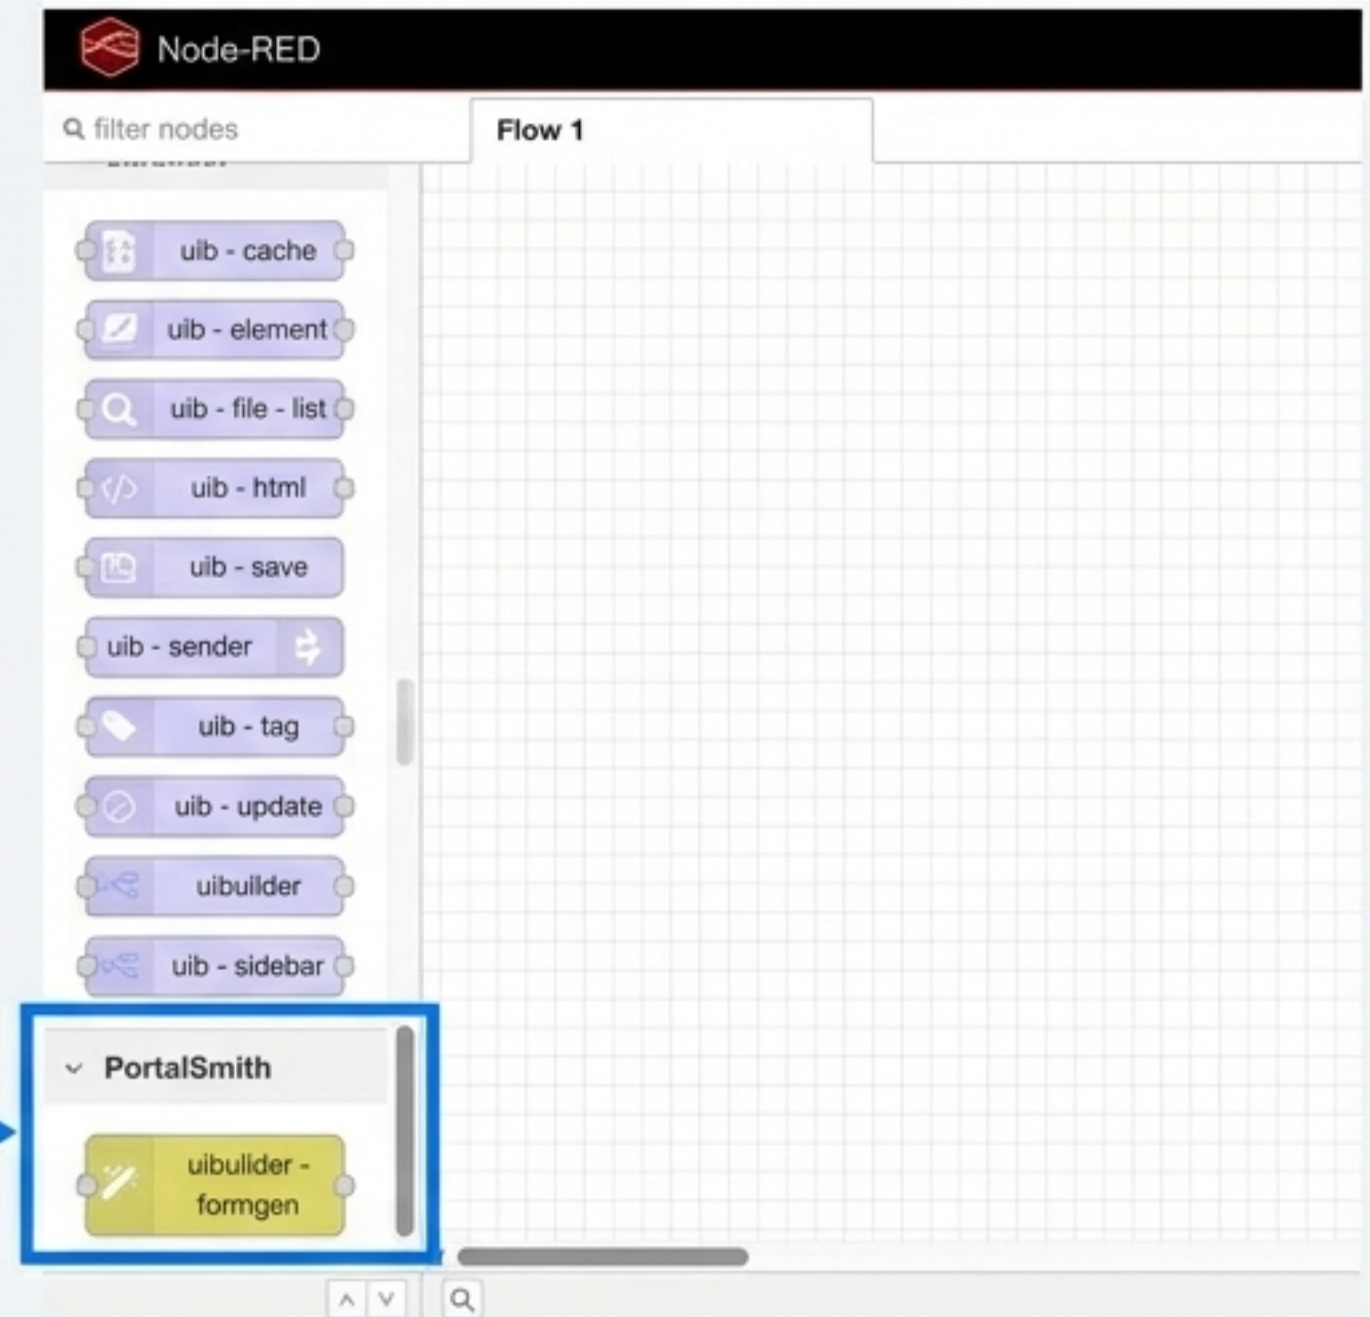 Node-RED
filter nodes
Flow 1
uib - cache
uib - element
uib - file - list
uib - html
uib - save
uib - sender
uib - tag
uib - update
uibuilder
uib - sidebar
PortalSmith
uibulider -
formgen